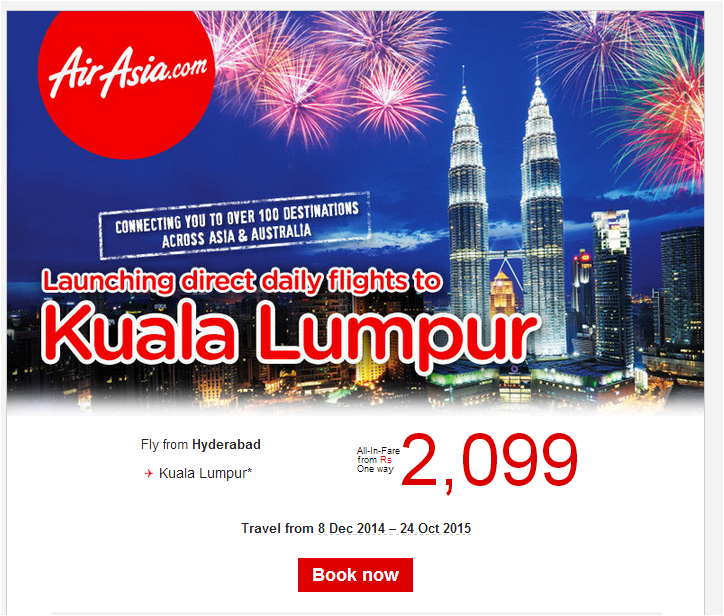 AirAsia.com
CONNECTING YOU TO OVER 100 DESTINATIONS
ACROSS ASIA & AUSTRALIA
Launching direct daily flights to
Kuala Lumpur
Fly from Hyderabad
Kuala Lumpur*
All-In-Fare
from Rs
One way
2,099
Travel from 8 Dec 2014 – 24 Oct 2015
Book now